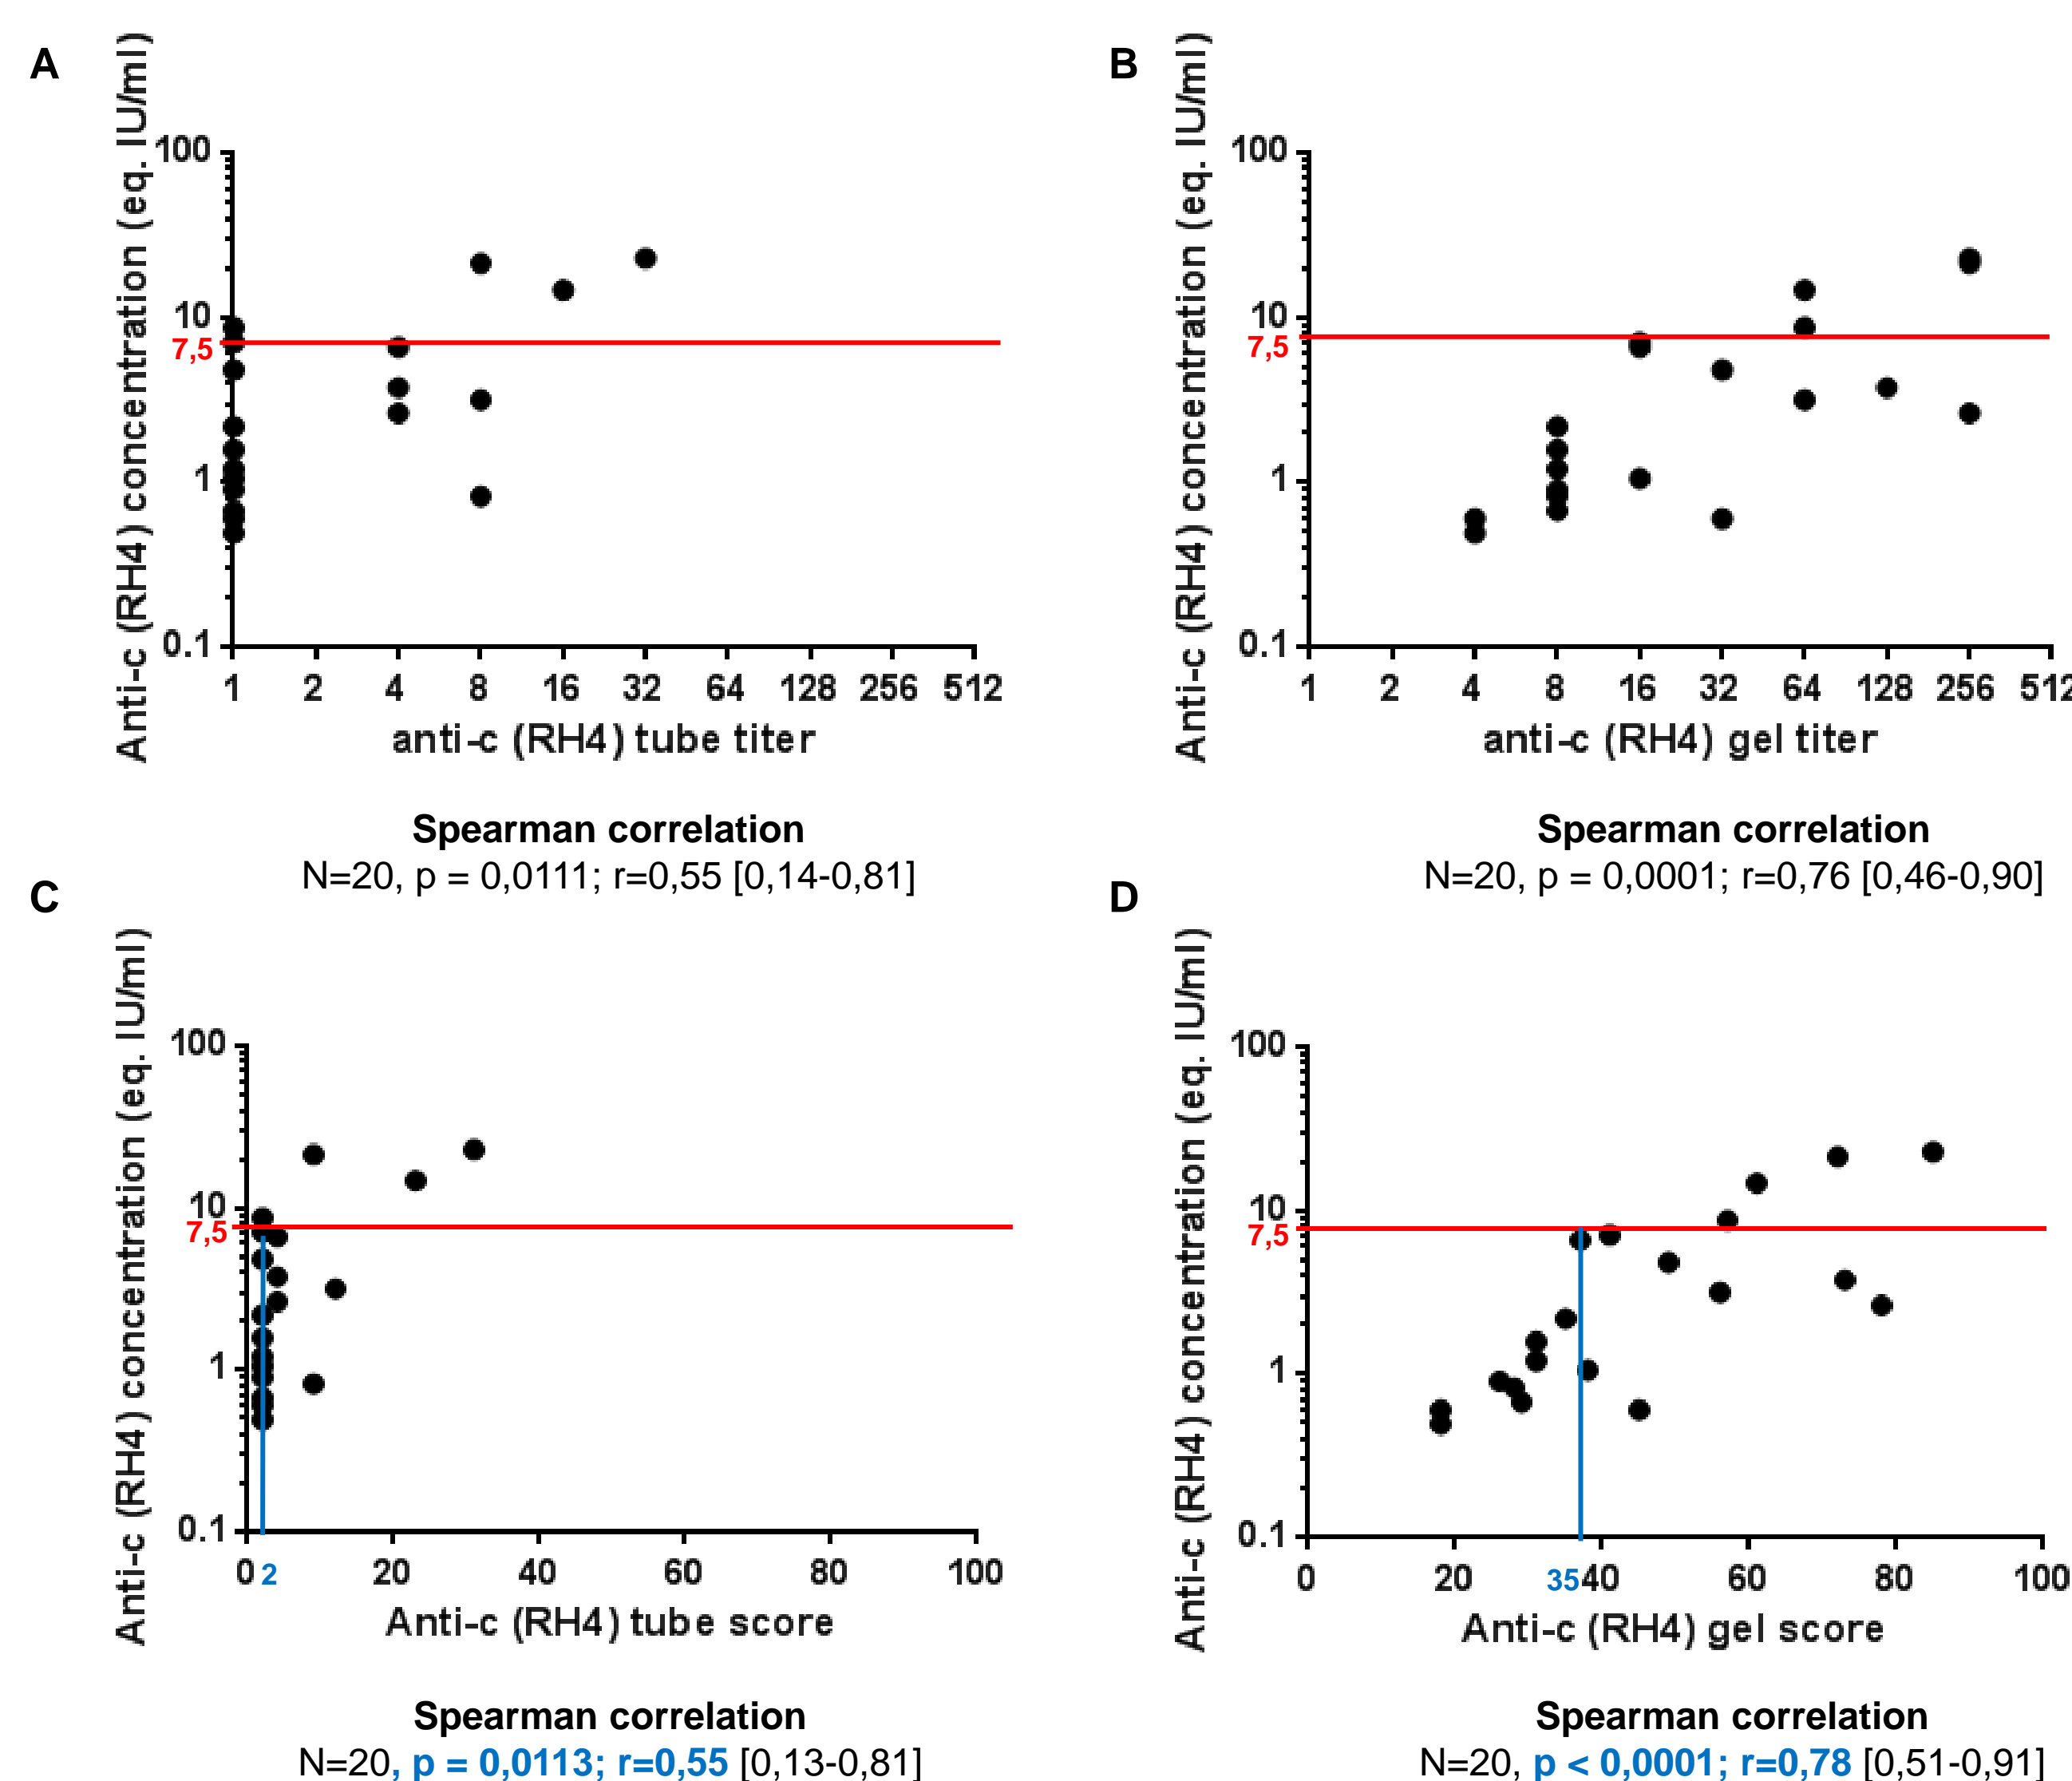 A
Anti-c (RH4) concentration (eq. IU/ml)
100
10
7,5
1
0.1
1 2 4 8 16 32 64 128 256 512
anti-c (RH4) tube titer
Spearman correlation
N=20, p = 0,0111; r=0,55 [0,14-0,81]
B
Anti-c (RH4) concentration (eq. IU/ml)
100
10
7,5
1
0.1
1 2 4 8 16 32 64 128 256 512
anti-c (RH4) gel titer
Spearman correlation
N=20, p = 0,0001; r=0,76 [0,46-0,90]
C
Anti-c (RH4) concentration (eq. IU/ml)
100
10
7,5
1
0.1
0 2 20 40 60 80 100
Anti-c (RH4) tube score
Spearman correlation
N=20, p = 0,0113; r=0,55 [0,13-0,81]
D
Anti-c (RH4) concentration (eq. IU/ml)
100
10
7,5
1
0.1
0 20 35 40 60 80 100
Anti-c (RH4) gel score
Spearman correlation
N=20, p < 0,0001; r=0,78 [0,51-0,91]